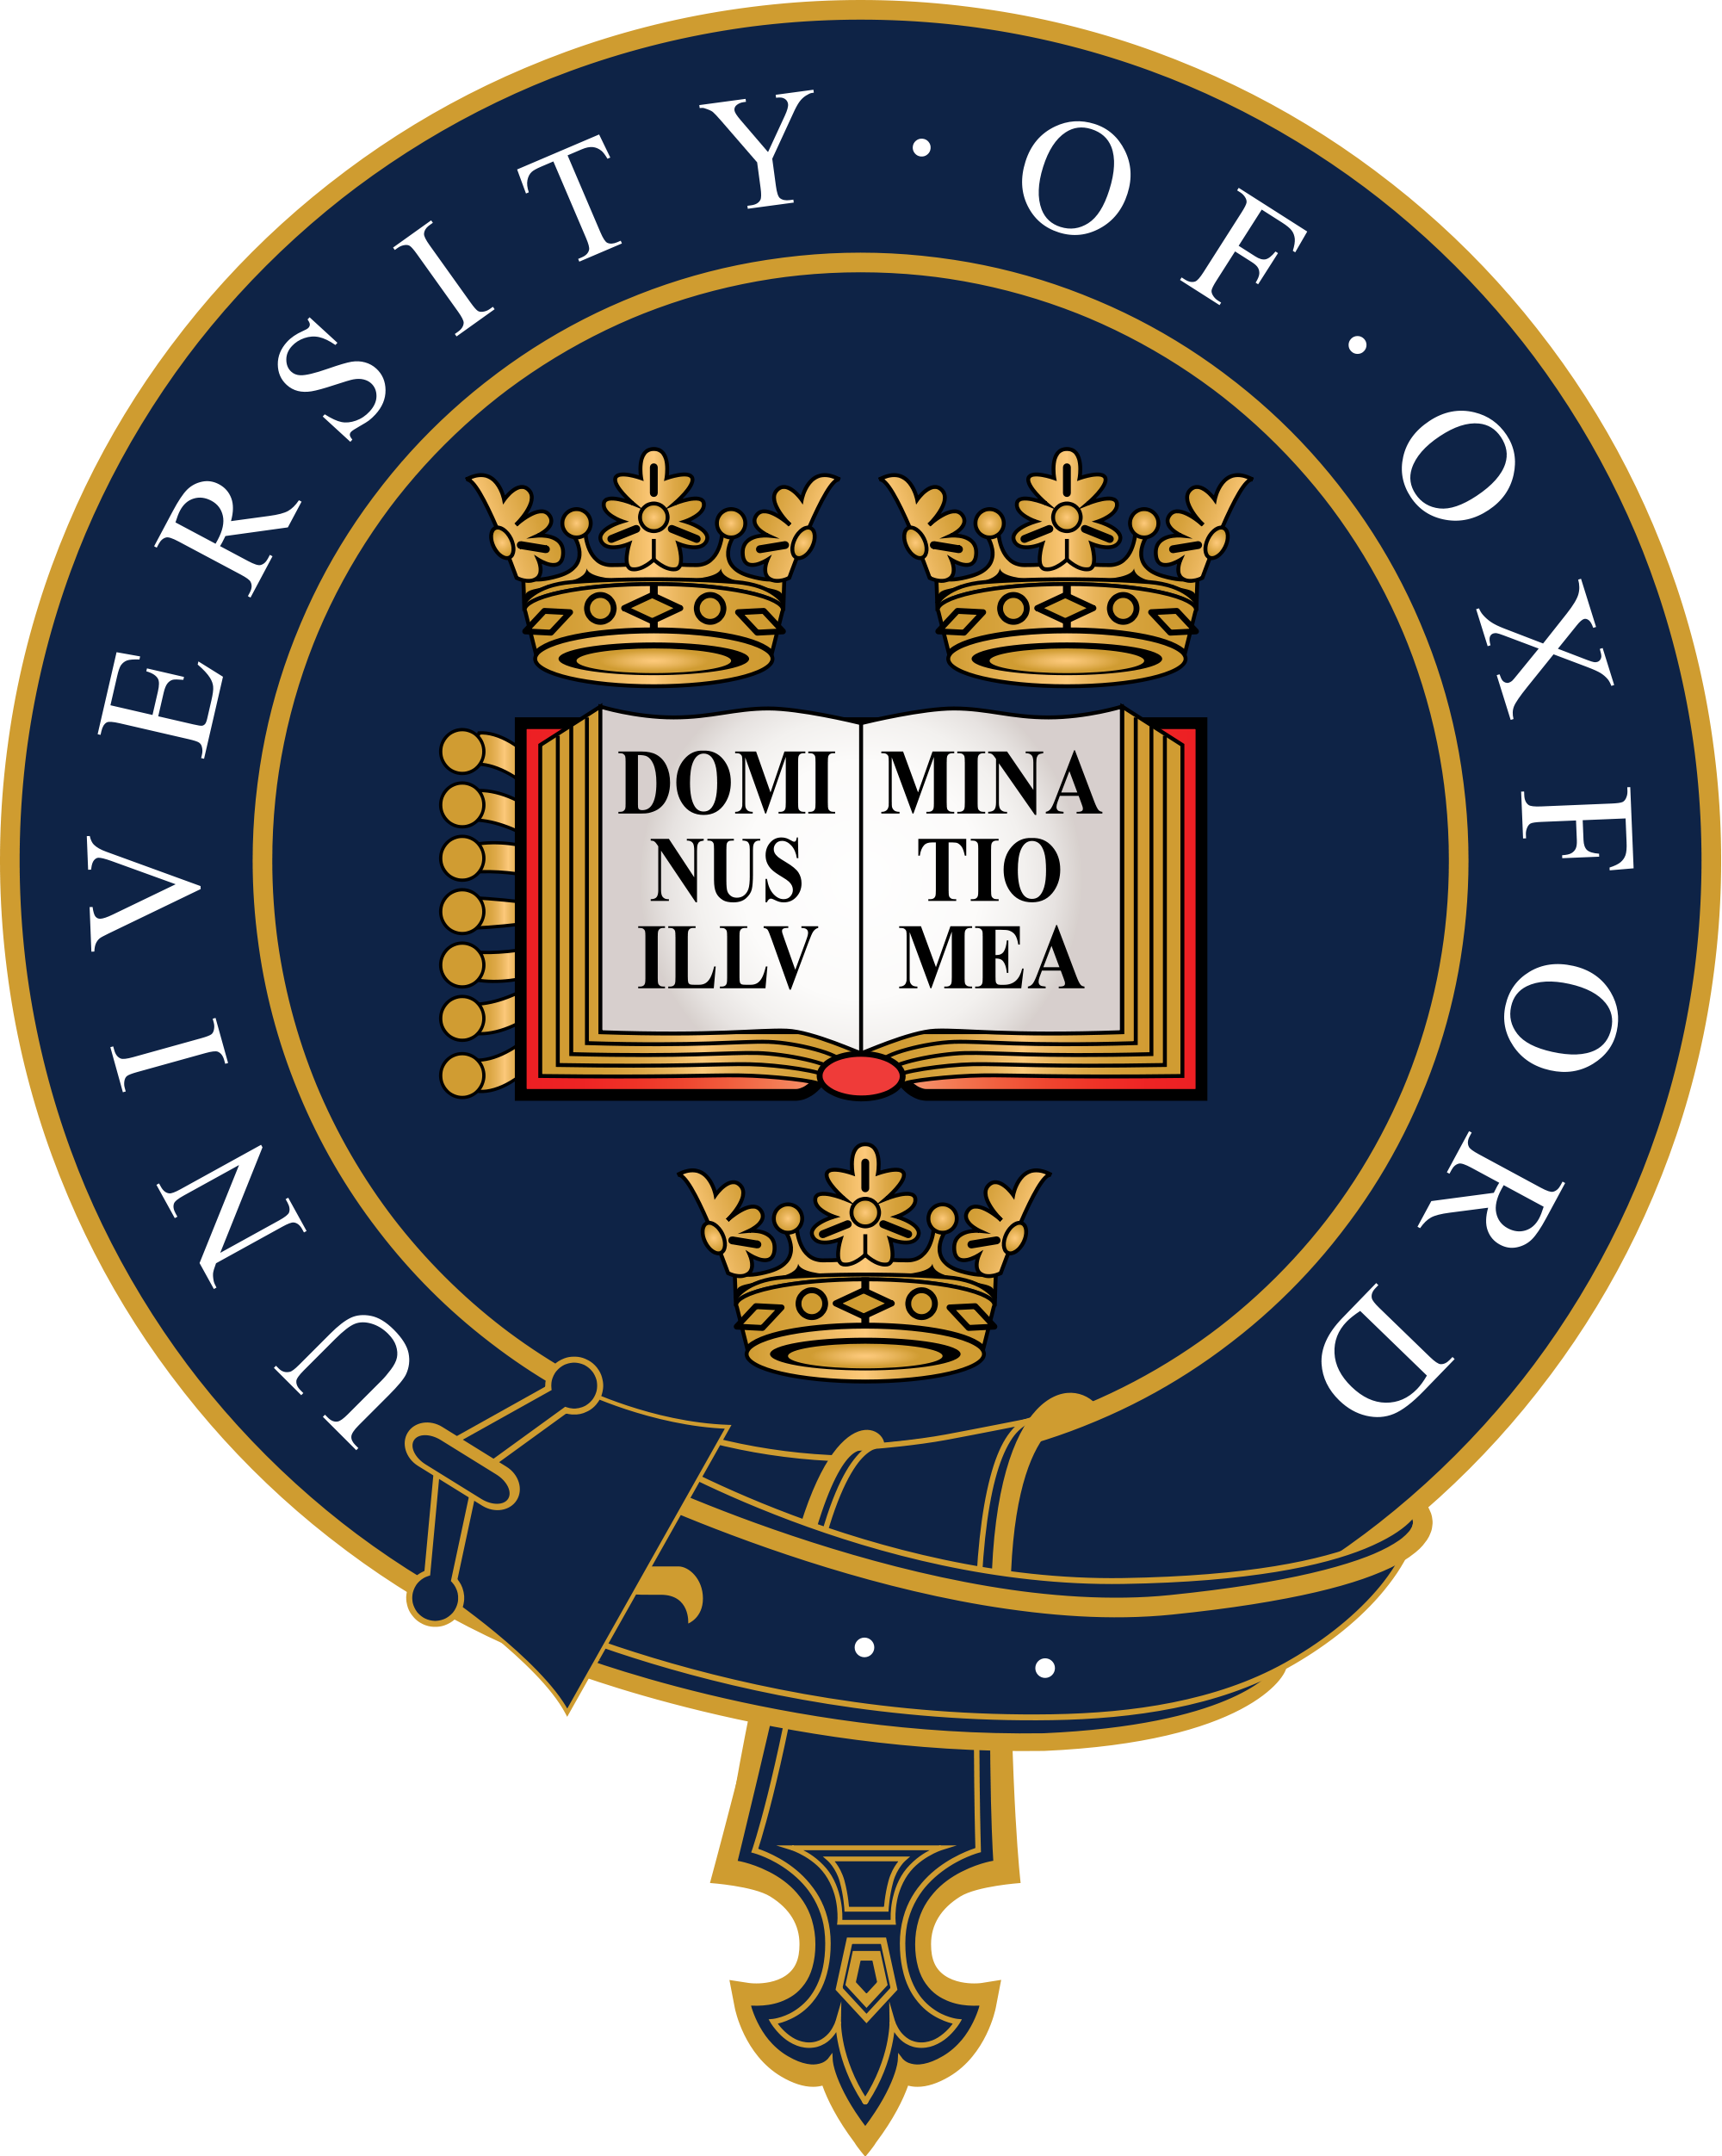 UNIVERSITY · OF · OXFORD
DOMI
NUS
ILLV
MINA
TIO
MEA